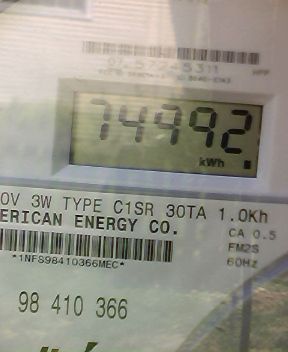 74992
kWh
0V 3W TYPE C1SR 30TA 1.0Kh
ERICAN ENERGY CO.
CA 0.5
FM2S
60Hz
*1NFS98410366MEC*
98 410 366